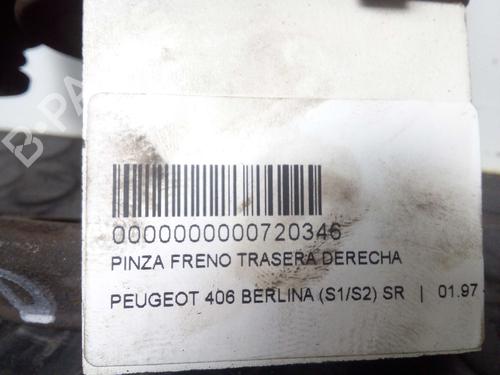 0000000000720346
PINZA FRENO TRASERA DERECHA
PEUGEOT 406 BERLINA (S1/S2) SR | 01.97